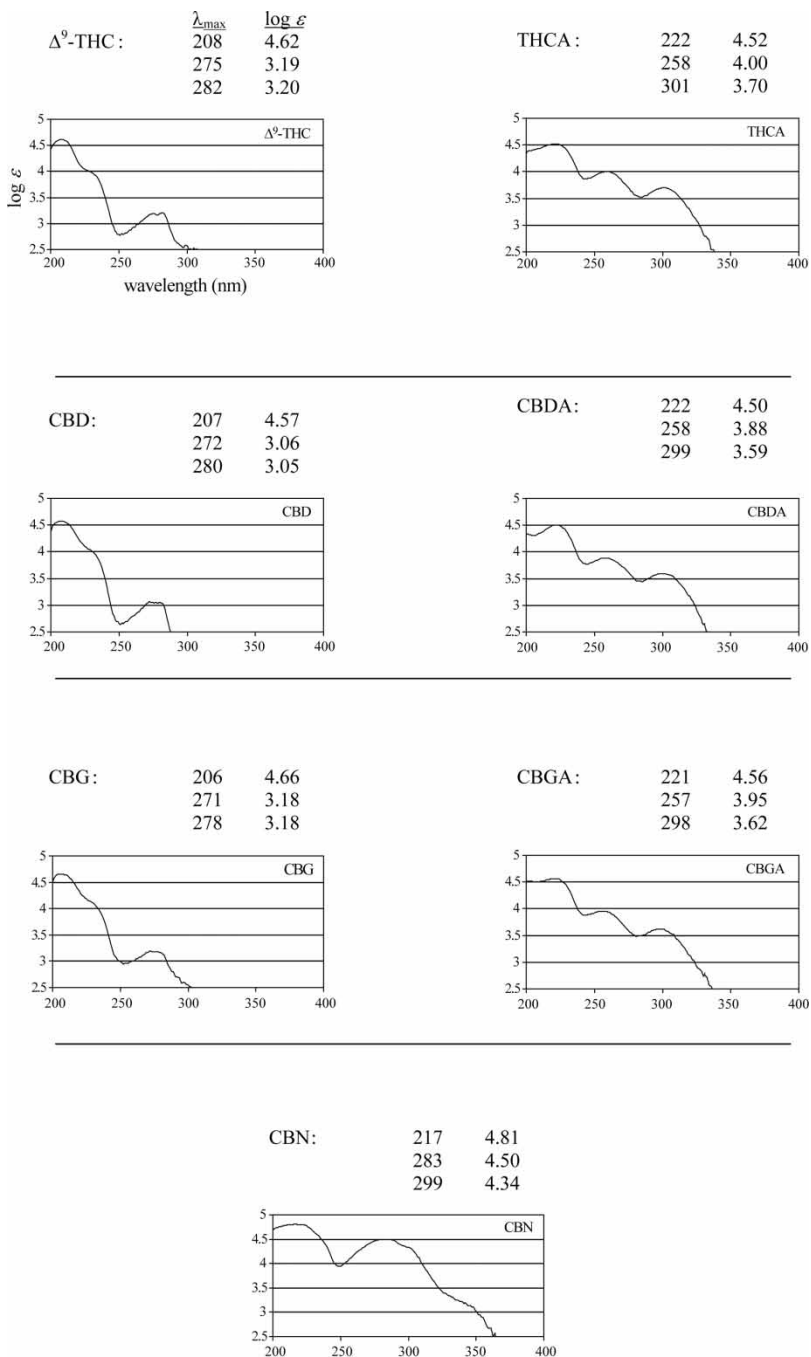 λmax log ε
Δ⁹-THC: 208 4.62
275 3.19
282 3.20
THCA: 222 4.52
258 4.00
301 3.70
5
4.5
4
3.5
3
2.5
log ε
Δ⁹-THC
200 250 300 350 400
wavelength (nm)
5
4.5
4
3.5
3
2.5
THCA
200 250 300 350 400
CBD: 207 4.57
272 3.06
280 3.05
CBDA: 222 4.50
258 3.88
299 3.59
5
4.5
4
3.5
3
2.5
CBD
200 250 300 350 400
5
4.5
4
3.5
3
2.5
CBDA
200 250 300 350 400
CBG: 206 4.66
271 3.18
278 3.18
CBGA: 221 4.56
257 3.95
298 3.62
5
4.5
4
3.5
3
2.5
CBG
200 250 300 350 400
5
4.5
4
3.5
3
2.5
CBGA
200 250 300 350 400
CBN: 217 4.81
283 4.50
299 4.34
5
4.5
4
3.5
3
2.5
CBN
200 250 300 350 400